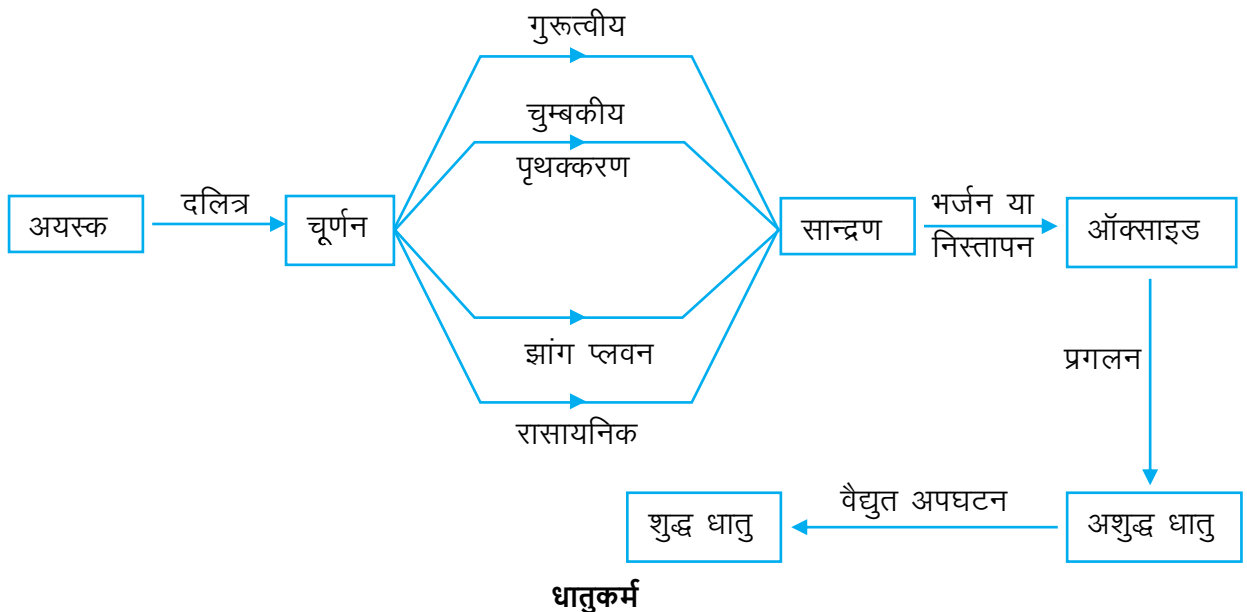 गुरूत्वीय
चुम्बकीय
पृथक्करण
अयस्क
दलित्र
चूर्णन
सान्द्रण
भर्जन या
निस्तापन
ऑक्साइड
झांग प्लवन
रासायनिक
प्रगलन
शुद्ध धातु
वैद्युत अपघटन
अशुद्ध धातु
धातुकर्म